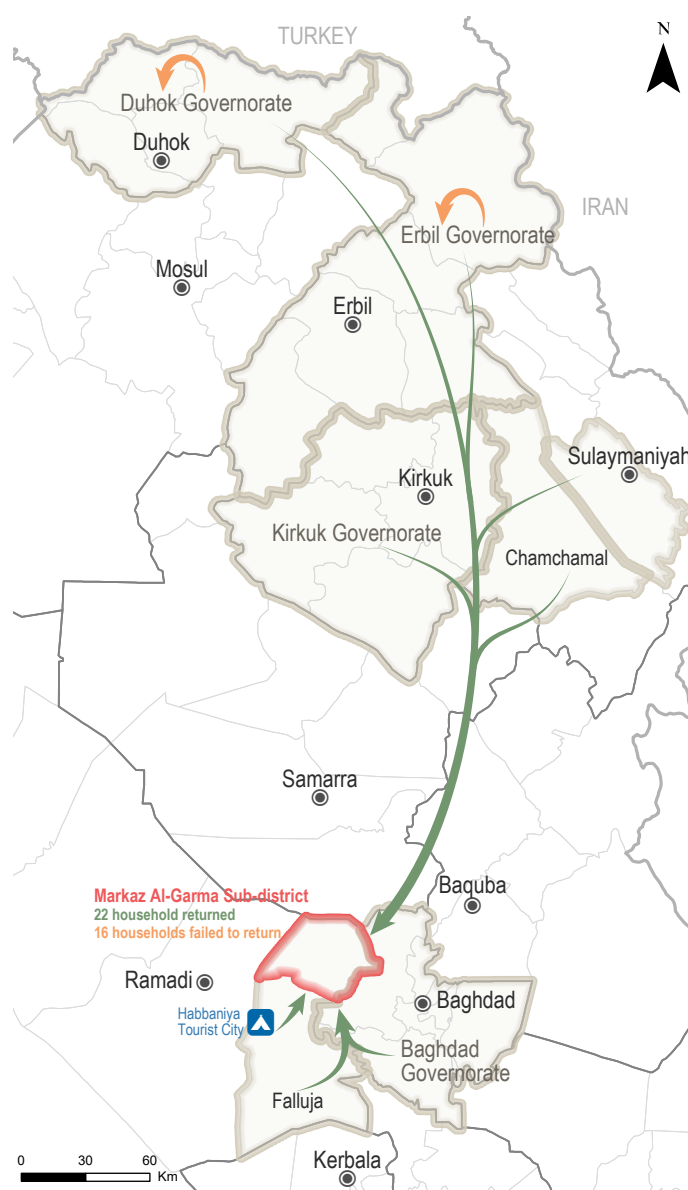 TURKEY
N
Duhok Governorate
Duhok
IRAN
Erbil Governorate
Mosul
Erbil
Sulaymaniyah
Kirkuk
Kirkuk Governorate
Chamchamal
Samarra
Markaz Al-Garma Sub-district
22 household returned
16 households failed to return
Baquba
Ramadi
Baghdad
Habbaniya
Tourist City
Baghdad
Governorate
Falluja
Kerbala
0 30 60
Km